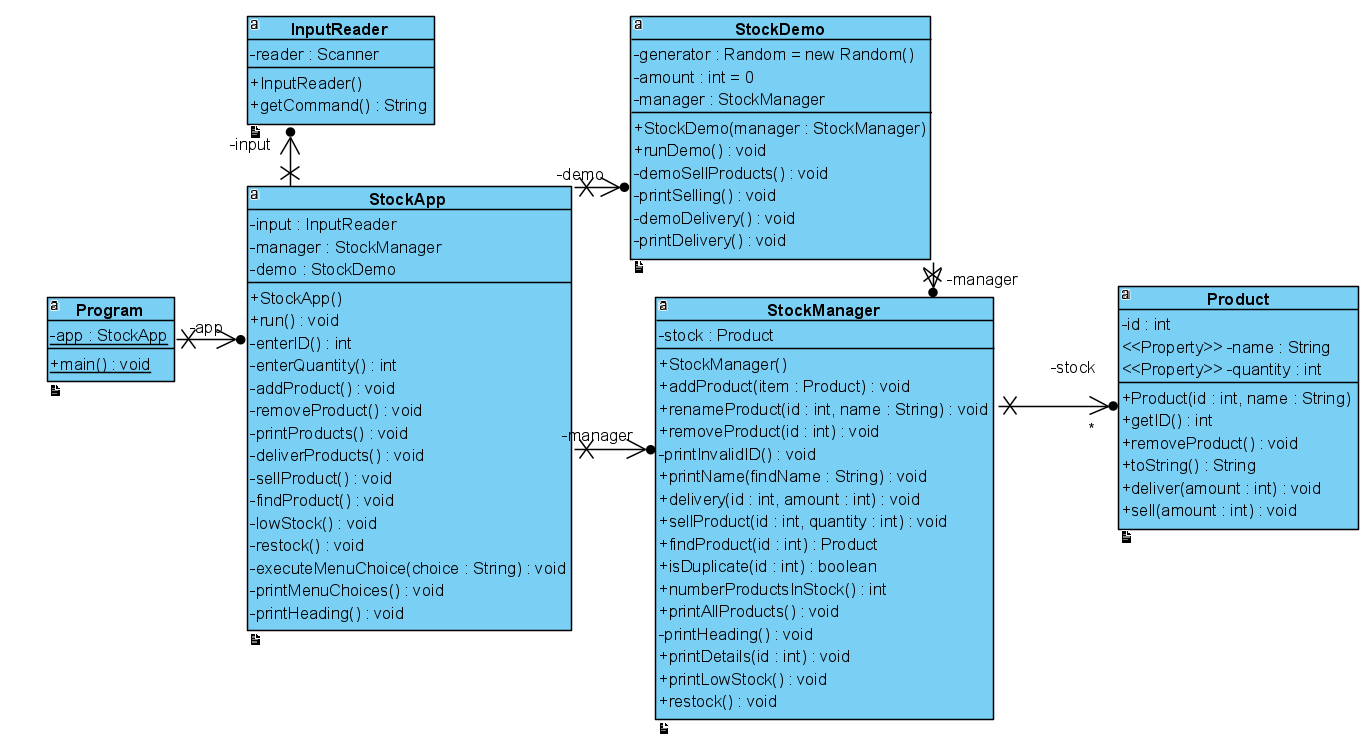 a
InputReader
-reader : Scanner
+InputReader()
+getCommand() : String
-input
a
StockDemo
-generator : Random = new Random()
-amount : int = 0
-manager : StockManager
+StockDemo(manager : StockManager)
+runDemo() : void
-demoSellProducts() : void
-printSelling() : void
-demoDelivery() : void
-printDelivery() : void
-demo
-manager
a
StockApp
-input : InputReader
-manager : StockManager
-demo : StockDemo
+StockApp()
+run() : void
-enterID() : int
-enterQuantity() : int
-addProduct() : void
-removeProduct() : void
-printProducts() : void
-deliverProducts() : void
-sellProduct() : void
-findProduct() : void
-lowStock() : void
-restock() : void
-executeMenuChoice(choice : String) : void
-printMenuChoices() : void
-printHeading() : void
a
Program
-app : StockApp
+main() : void
-app
-manager
a
StockManager
-stock : Product
+StockManager()
+addProduct(item : Product) : void
+renameProduct(id : int, name : String) : void
+removeProduct(id : int) : void
-printInvalidID() : void
+printName(findName : String) : void
+delivery(id : int, amount : int) : void
+sellProduct(id : int, quantity : int) : void
+findProduct(id : int) : Product
+isDuplicate(id : int) : boolean
+numberProductsInStock() : int
+printAllProducts() : void
-printHeading() : void
+printDetails(id : int) : void
+printLowStock() : void
+restock() : void
-stock
*
a
Product
-id : int
<<Property>> -name : String
<<Property>> -quantity : int
+Product(id : int, name : String)
+getID() : int
+removeProduct() : void
+toString() : String
+deliver(amount : int) : void
+sell(amount : int) : void